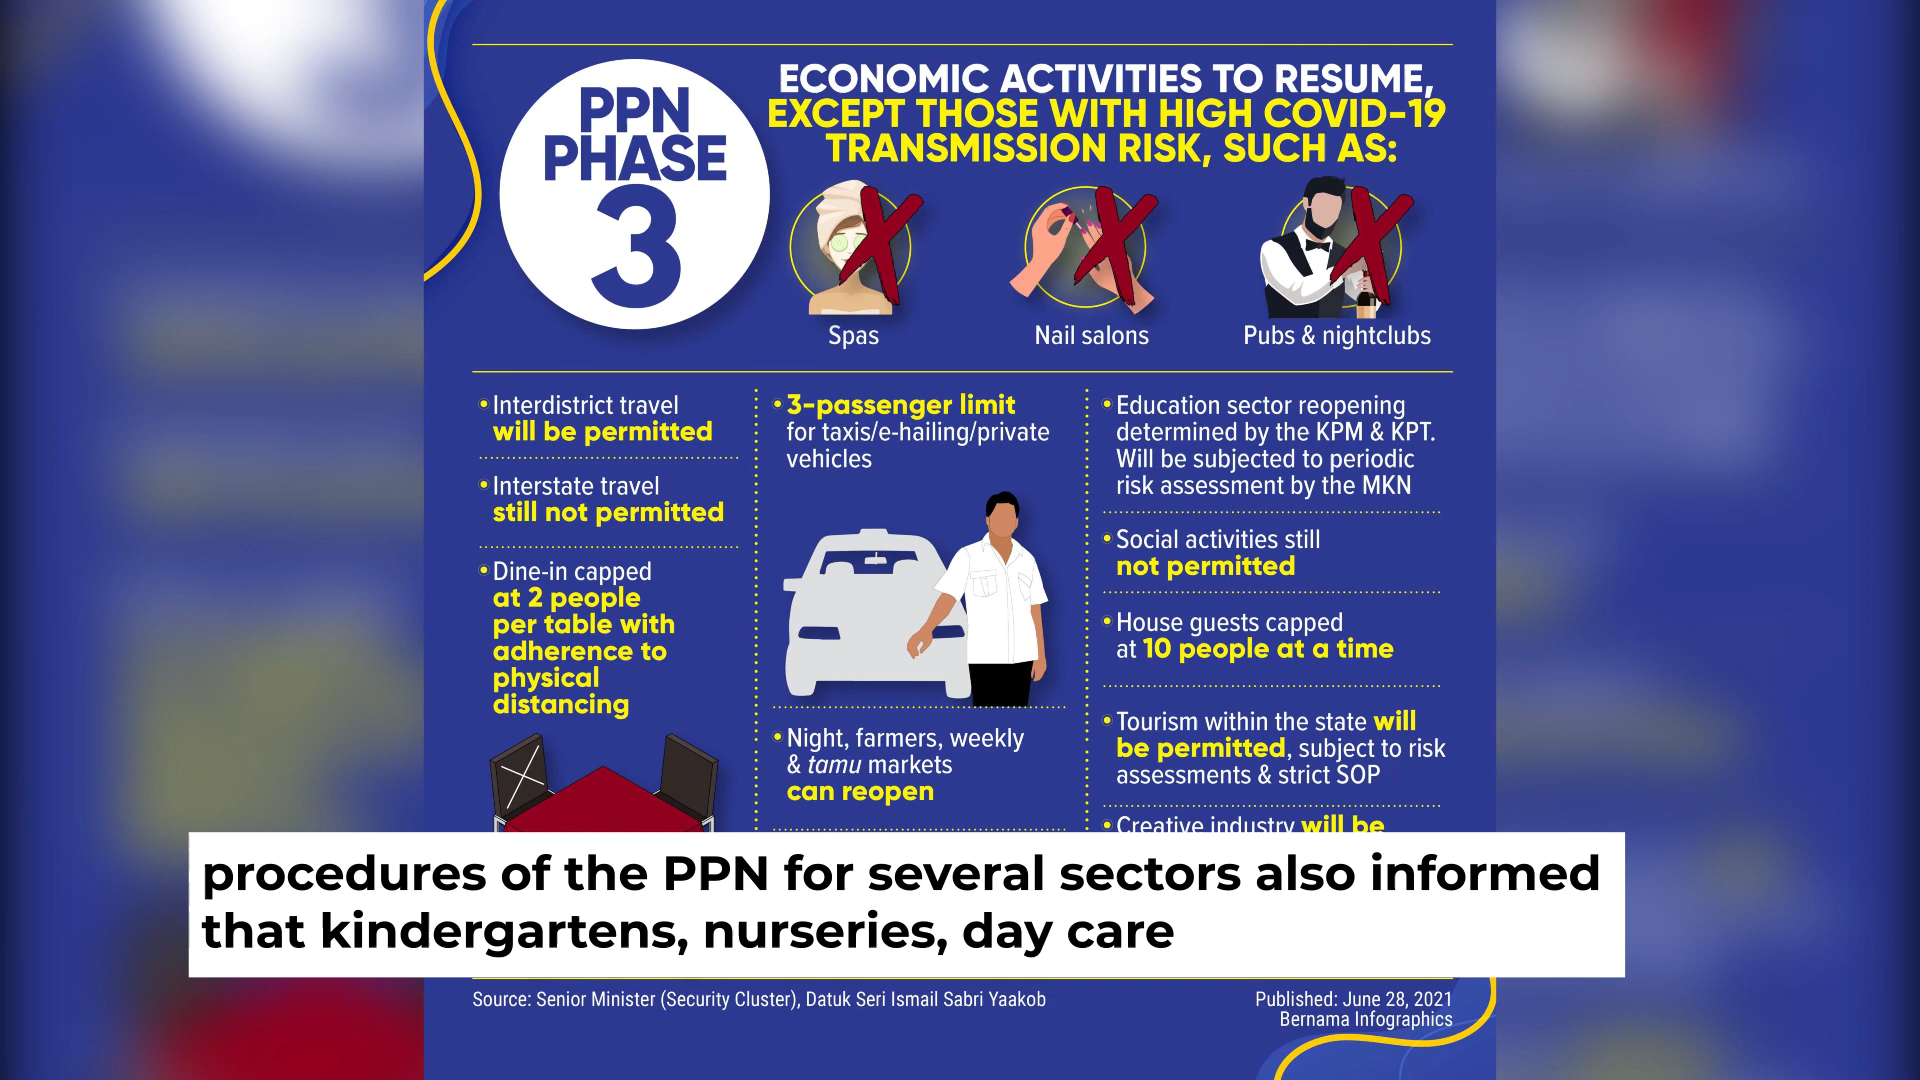 PPN
PHASE
3
ECONOMIC ACTIVITIES TO RESUME,
EXCEPT THOSE WITH HIGH COVID-19
TRANSMISSION RISK, SUCH AS:
Spas
Nail salons
Pubs & nightclubs
• Interdistrict travel
will be permitted
• Interstate travel
still not permitted
• Dine-in capped
at 2 people
per table with
adherence to
physical
distancing
• 3-passenger limit
for taxis/e-hailing/private
vehicles
• Night, farmers, weekly
& tamu markets
can reopen
• Education sector reopening
determined by the KPM & KPT.
Will be subjected to periodic
risk assessment by the MKN
• Social activities still
not permitted
• House guests capped
at 10 people at a time
• Tourism within the state will
be permitted, subject to risk
assessments & strict SOP
• Creative industry will be
procedures of the PPN for several sectors also informed
that kindergartens, nurseries, day care
Source: Senior Minister (Security Cluster), Datuk Seri Ismail Sabri Yaakob
Published: June 28, 2021
Bernama Infographics